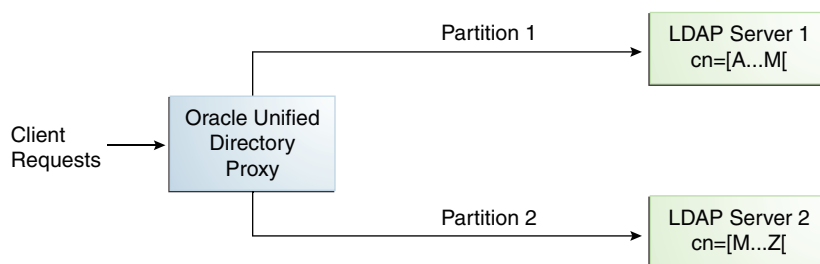 Client
Requests
Oracle Unified
Directory
Proxy
Partition 1
LDAP Server 1
cn=[A...M[
Partition 2
LDAP Server 2
cn=[M...Z[